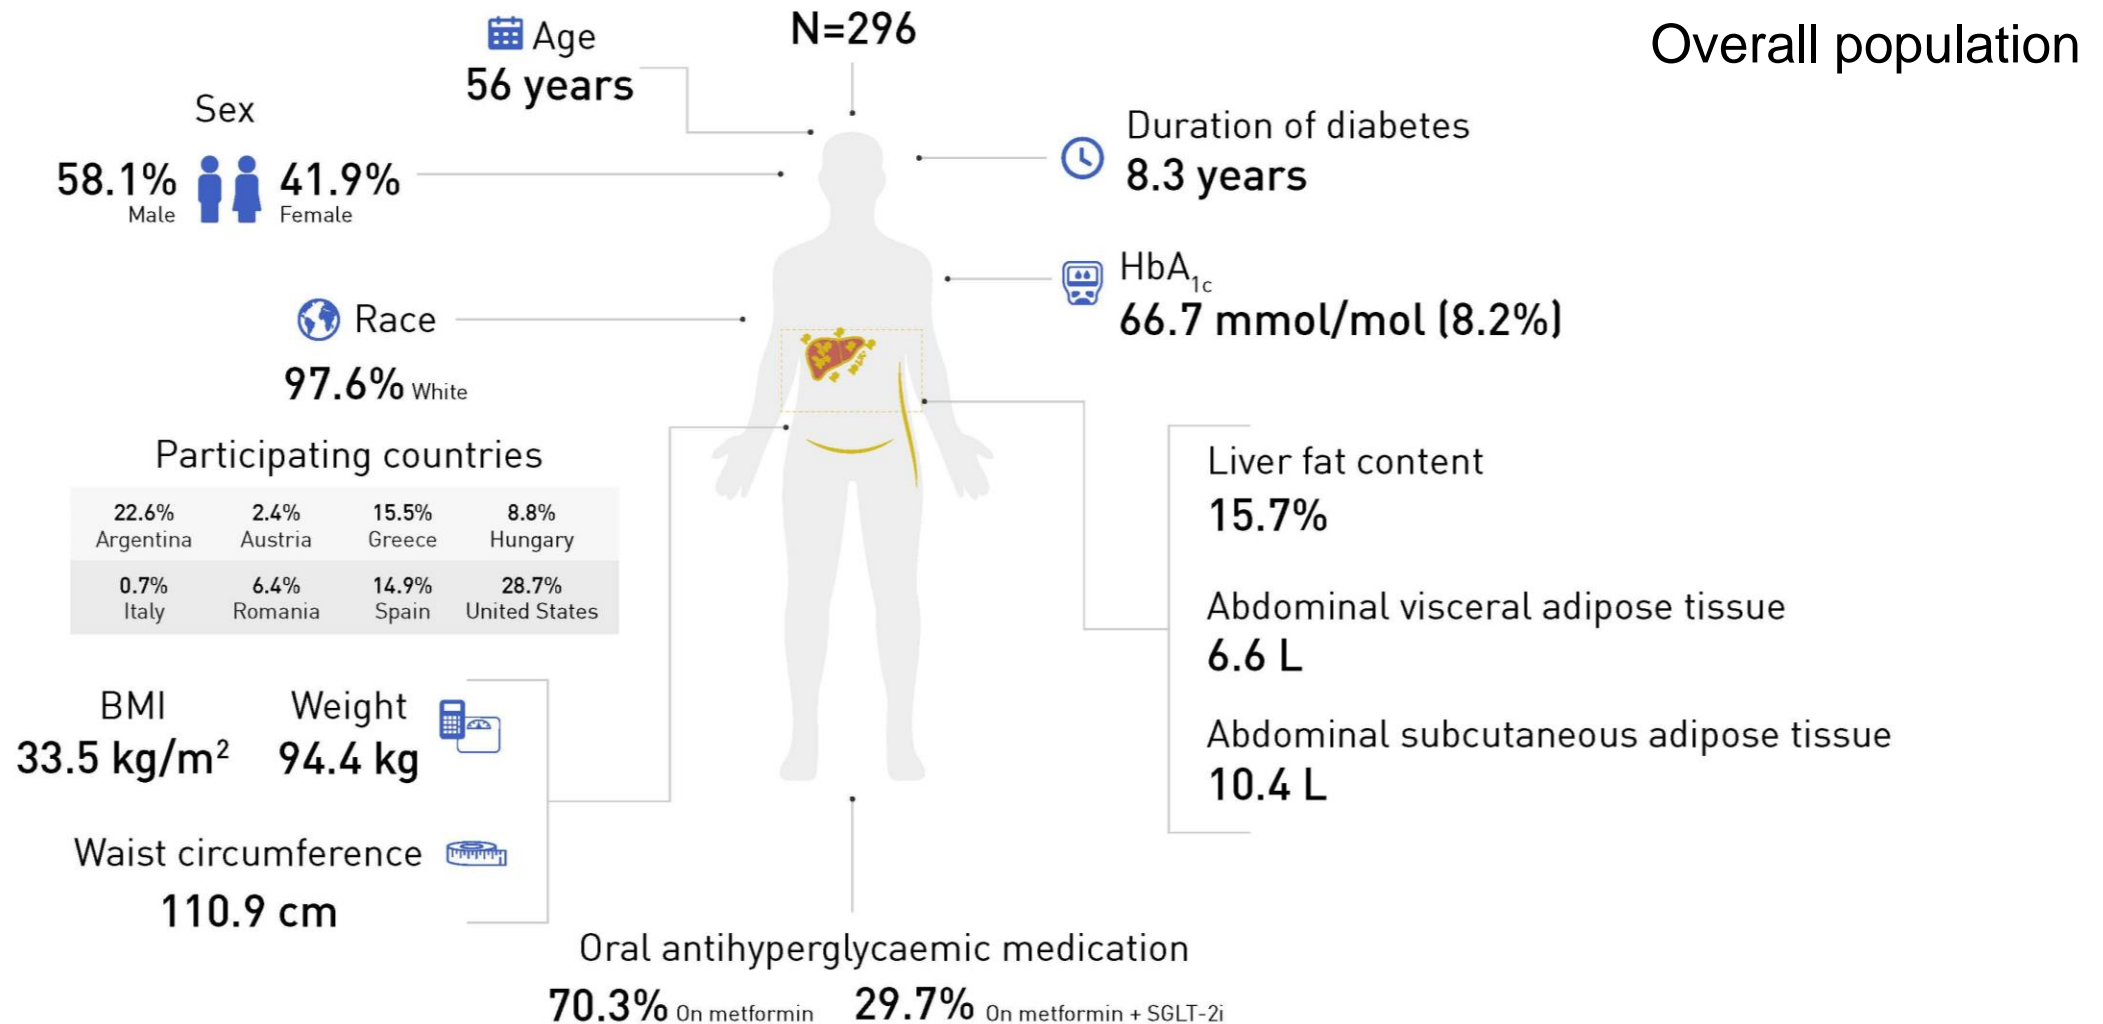 Overall population
N=296
Age
56 years
Sex
58.1%
Male
41.9%
Female
Race
97.6% White
Participating countries
22.6% 2.4% 15.5% 8.8%
Argentina Austria Greece Hungary
0.7% 6.4% 14.9% 28.7%
Italy Romania Spain United States
BMI
33.5 kg/m²
Weight
94.4 kg
Waist circumference
110.9 cm
Duration of diabetes
8.3 years
HbA₁c
66.7 mmol/mol (8.2%)
Liver fat content
15.7%
Abdominal visceral adipose tissue
6.6 L
Abdominal subcutaneous adipose tissue
10.4 L
Oral antihyperglycaemic medication
70.3% On metformin 29.7% On metformin + SGLT-2i